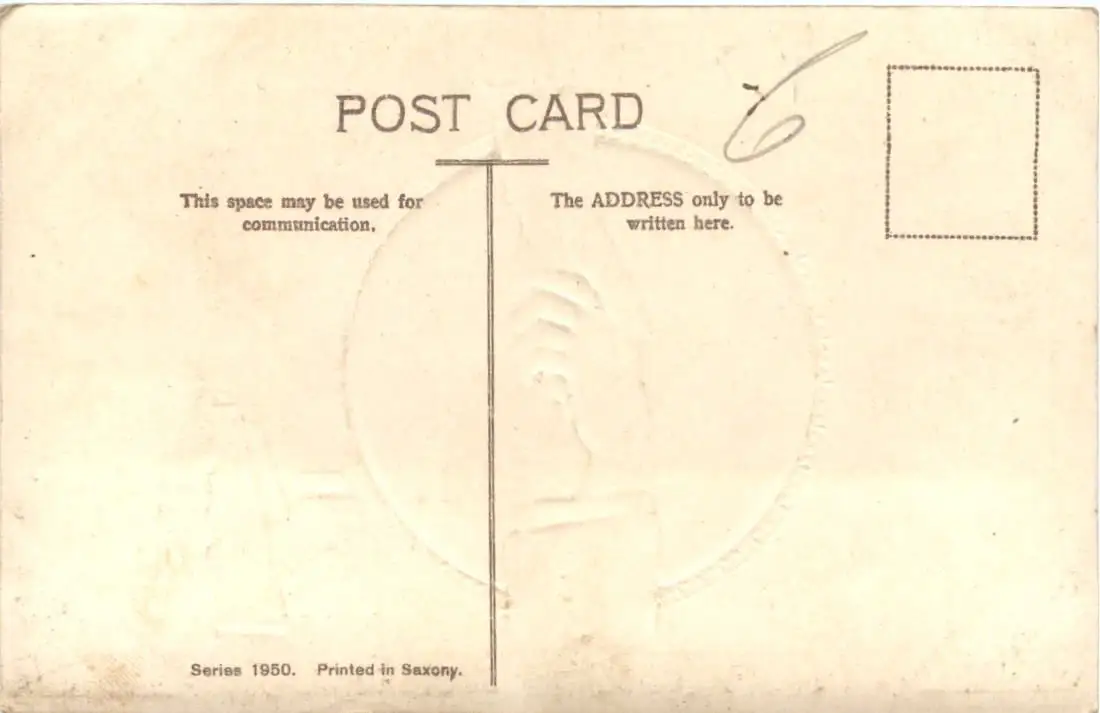 POST CARD
6
This space may be used for
communication.
The ADDRESS only to be
written here.
Series 1950. Printed in Saxony.